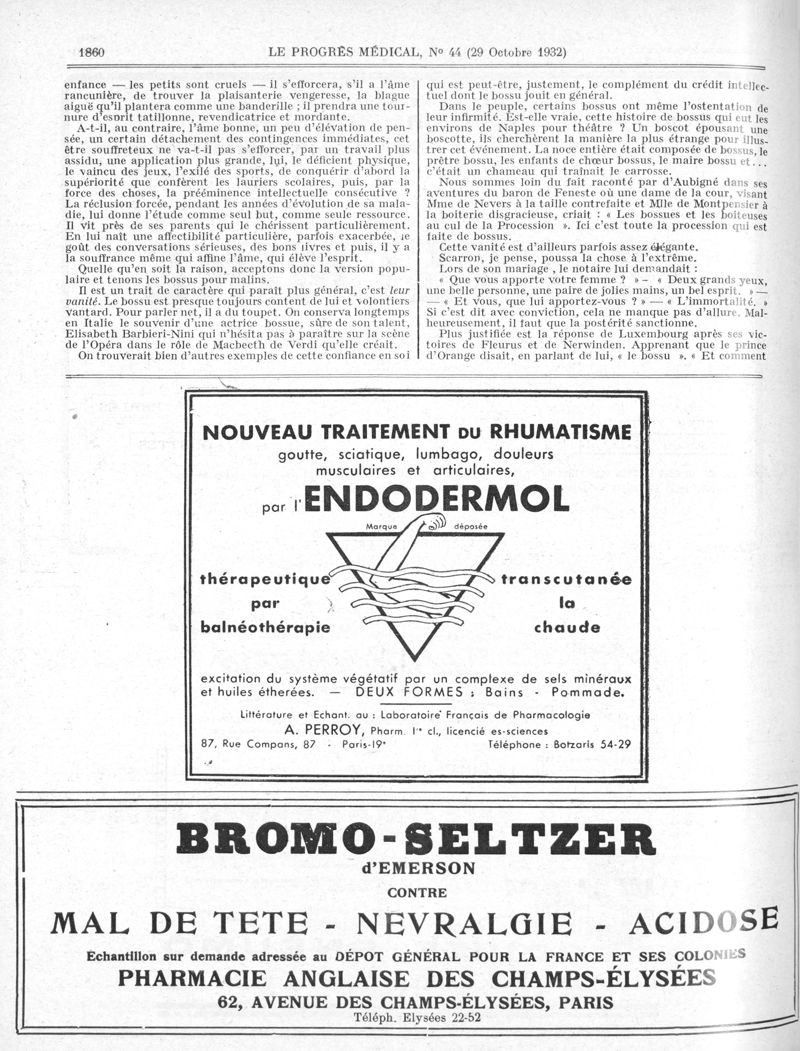 1860
LE PROGRÈS MÉDICAL, N° 44 (29 Octobre 1932)
enfance — les petits sont cruels — il s'efforcera, s'il a l'âme
rancunière, de trouver la plaisanterie vengeresse, la blague
aiguë qu'il plantera comme une banderille ; il prendra une tour-
nure d'esprit tatillonne, revendicatrice et mordante.
A-t-il, au contraire, l'âme bonne, un peu d'élévation de pen-
sée, un certain détachement des contingences immédiates, cet
être souffreteux ne va-t-il pas s'efforcer, par un travail plus
assidu, une application plus grande, lui, le déficient physique,
le vaincu des jeux, l'exilé des sports, de conquérir d'abord la
supériorité que confèrent les lauriers scolaires, puis, par la
force des choses, la prééminence intellectuelle consécutive ?
La réclusion forcée, pendant les années d'évolution de sa mala-
die, lui donne l'étude comme seul but, comme seule ressource.
Il vit près de ses parents qui le chérissent particulièrement.
En lui naît une affectibilité particulière, parfois exacerbée, le
goût des conversations sérieuses, des bons livres et puis, il y a
la souffrance même qui affine l'âme, qui élève l'esprit.
Quelle qu'en soit la raison, acceptons donc la version popu-
laire et tenons les bossus pour malins.
Il est un trait de caractère qui paraît plus général, c'est leur
vanité. Le bossu est presque toujours content de lui et volontiers
vantard. Pour parler net, il a du toupet. On conserva longtemps
en Italie le souvenir d'une actrice bossue, sûre de son talent,
Elisabeth Barbieri-Nini qui n'hésita pas à paraître sur la scène
de l'Opéra dans le rôle de Macbecth de Verdi qu'elle créait.
On trouverait bien d'autres exemples de cette confiance en soi
qui est peut-être, justement, le complément du crédit intellec-
tuel dont le bossu jouit en général.
Dans le peuple, certains bossus ont même l'ostentation de
leur infirmité. Est-elle vraie, cette histoire de bossus qui eut les
environs de Naples pour théâtre ? Un boscot épousant une
boscotte, ils cherchèrent la manière la plus étrange pour illus-
trer cet événement. La noce entière était composée de bossus, le
prêtre bossu, les enfants de chœur bossus, le maire bossu et...
c'était un chameau qui traînait le carrosse.
Nous sommes loin du fait raconté par d'Aubigné dans ses
aventures du baron de Feneste où une dame de la cour, visant
Mme de Nevers à la taille contrefaite et Mlle de Montpensier à
la boiterie disgracieuse, criait : « Les bossues et les boiteuses
au cul de la Procession ». Ici c'est toute la procession qui est
faite de bossus.
Cette vanité est d'ailleurs parfois assez élégante.
Scarron, je pense, poussa la chose à l'extrême.
Lors de son mariage , le notaire lui demandait :
« Que vous apporte votre femme ? » – « Deux grands yeux,
une belle personne, une paire de jolies mains, un bel esprit. » —
— « Et vous, que lui apportez-vous ? » — « L'immortalité. »
Si c'est dit avec conviction, cela ne manque pas d'allure. Mal-
heureusement, il faut que la postérité sanctionne.
Plus justifiée est la réponse de Luxembourg après ses vic-
toires de Fleurus et de Nerwinden. Apprenant que le prince
d'Orange disait, en parlant de lui, « le bossu ». « Et comment
NOUVEAU TRAITEMENT DU RHUMATISME
goutte, sciatique, lumbago, douleurs
musculaires et articulaires,
par l'ENDODERMOL
Marque déposée
thérapeutique transcutanée
par la
balnéothérapie chaude
excitation du système végétatif par un complexe de sels minéraux
et huiles étherées. — DEUX FORMES : Bains - Pommade.
Littérature et Echant. au : Laboratoire Français de Pharmacologie
A. PERROY, Pharm. 1re cl., licencié es-sciences
87, Rue Compans, 87 - Paris-19e Téléphone : Botzaris 54-29
BROMO-SELTZER
d'EMERSON
CONTRE
MAL DE TETE - NEVRALGIE - ACIDOSE
Echantillon sur demande adressée au DÉPOT GÉNÉRAL POUR LA FRANCE ET SES COLONIES
PHARMACIE ANGLAISE DES CHAMPS-ÉLYSÉES
62, AVENUE DES CHAMPS-ÉLYSÉES, PARIS
Téléph. Elysées 22-52